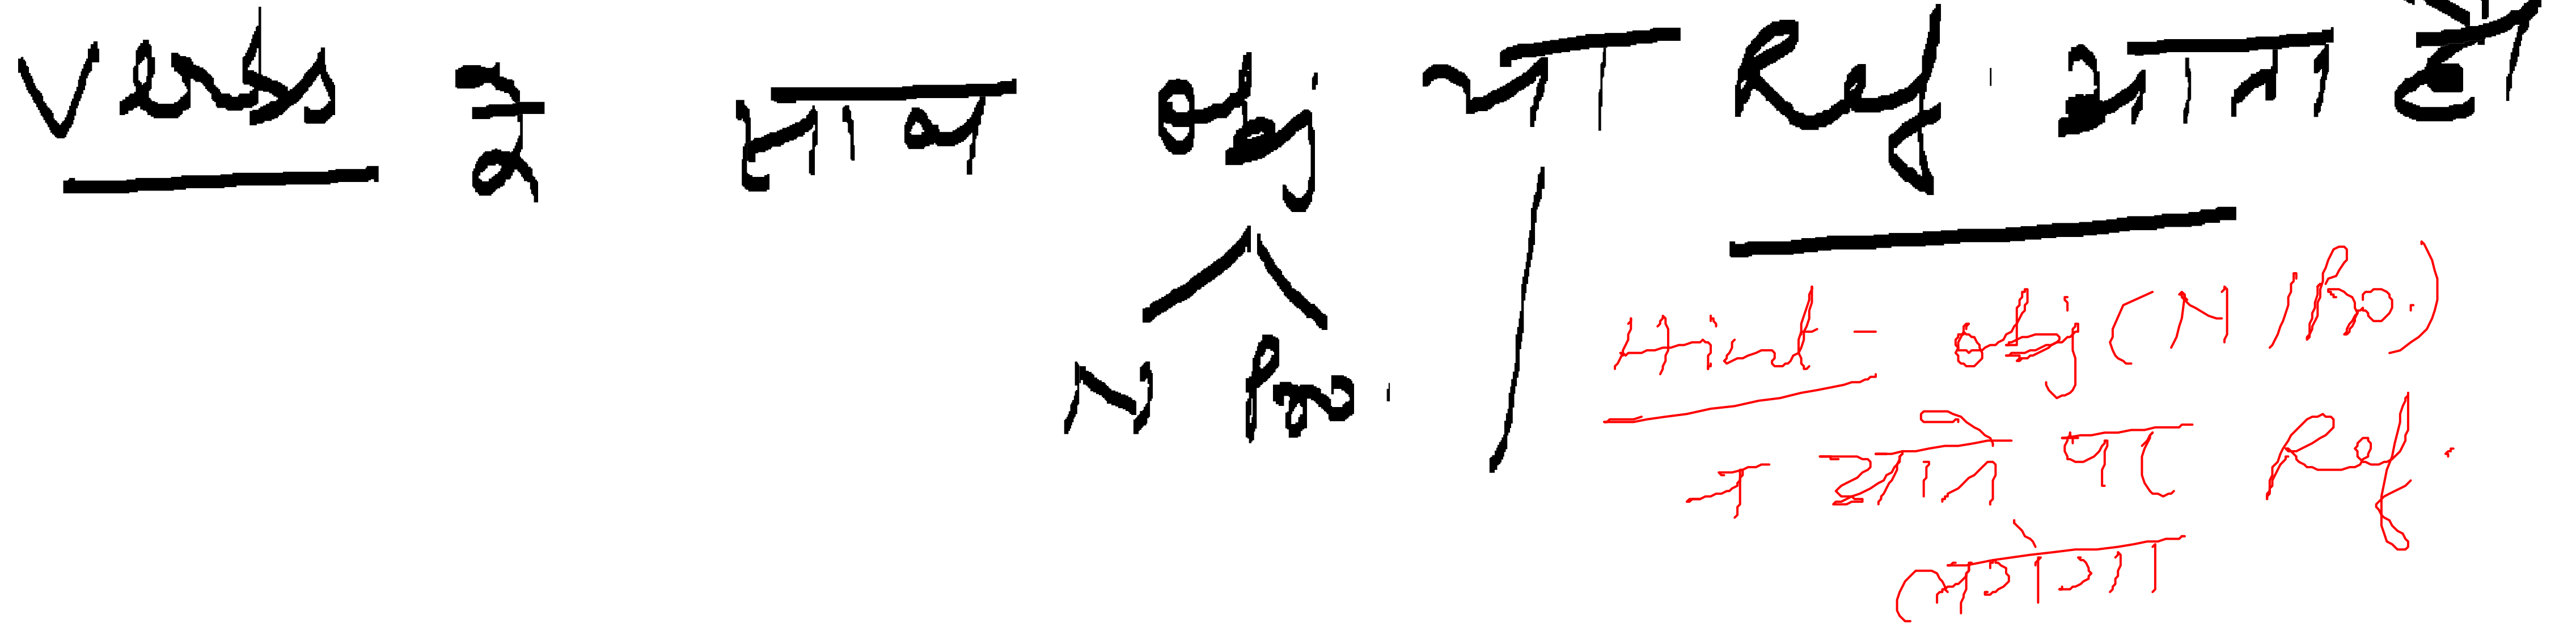 Verbs के साथ Obj या Ref. आता है
N Pro.
Hint - Obj (N / Pro.)
न आने पर Ref.
लगेगा